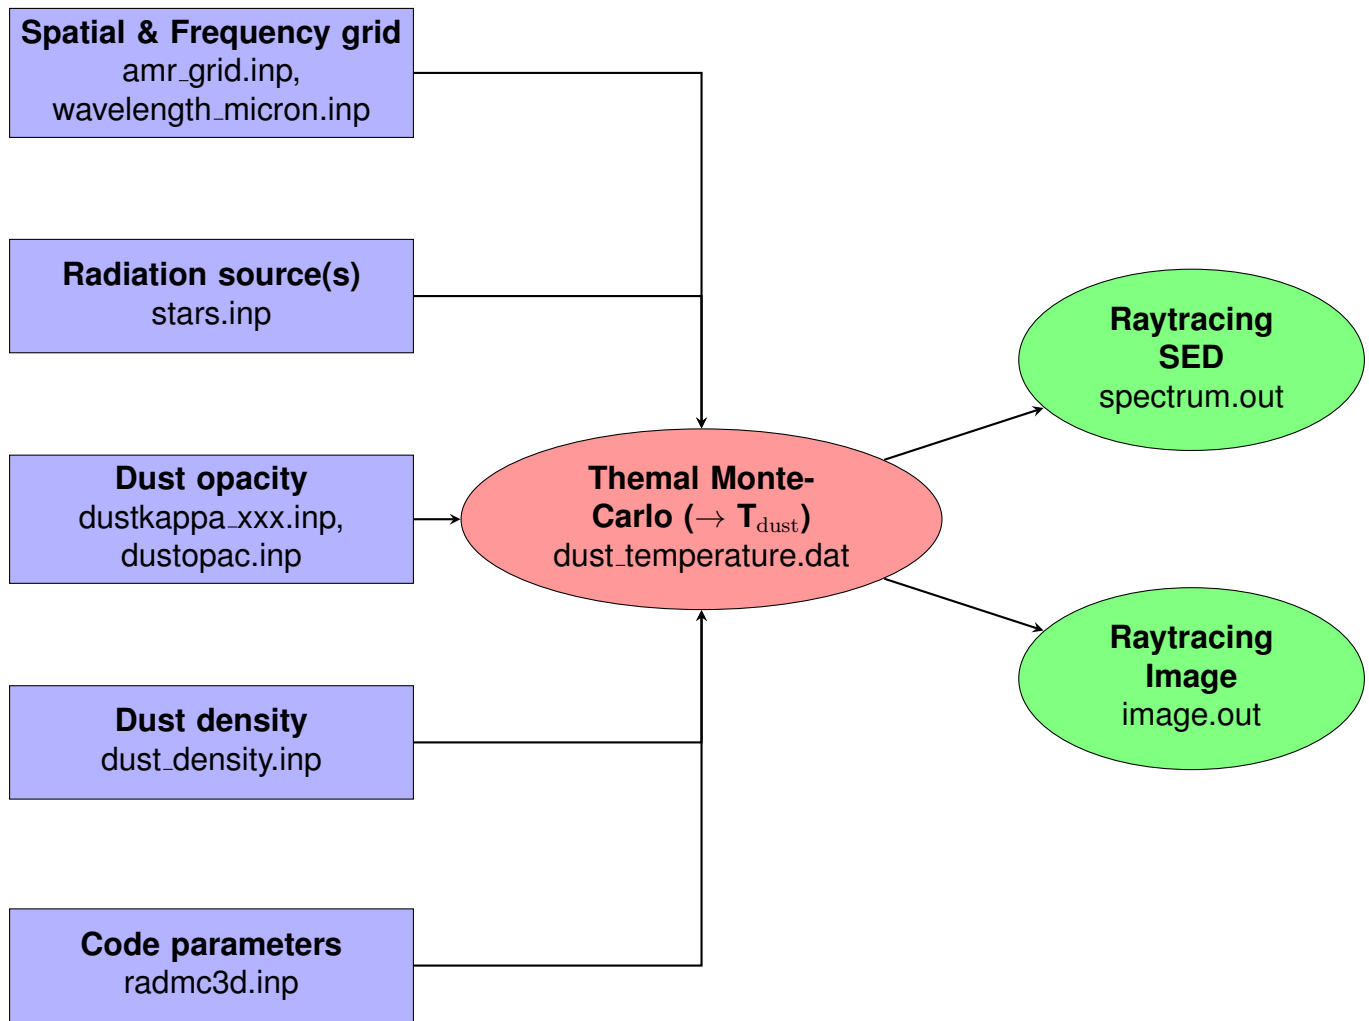 Spatial & Frequency grid
amr_grid.inp,
wavelength_micron.inp
Radiation source(s)
stars.inp
Dust opacity
dustkappa_xxx.inp,
dustopac.inp
Dust density
dust_density.inp
Code parameters
radmc3d.inp
Themal Monte-
Carlo (→ T_dust)
dust_temperature.dat
Raytracing
SED
spectrum.out
Raytracing
Image
image.out